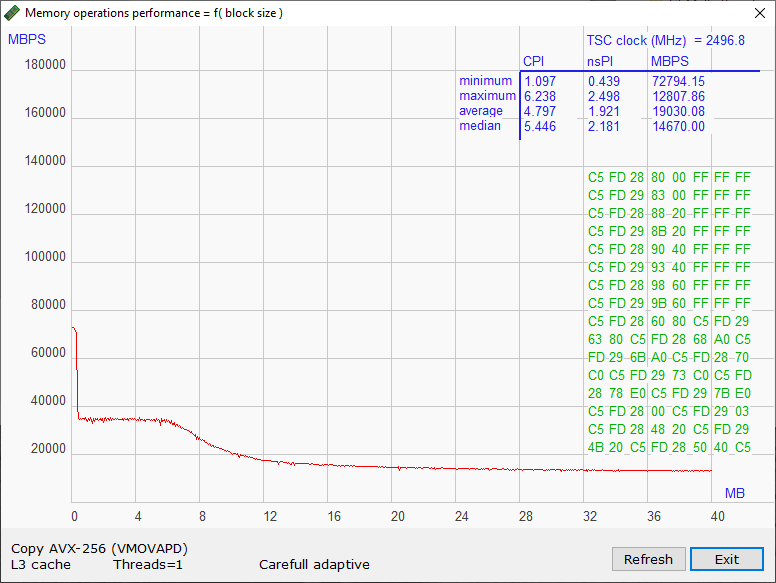 Memory operations performance = f( block size )
MBPS
TSC clock (MHz) = 2496.8
CPI nsPI MBPS
minimum 1.097 0.439 72794.15
maximum 6.238 2.498 12807.86
average 4.797 1.921 19030.08
median 5.446 2.181 14670.00
180000
160000
140000
120000
100000
80000
60000
40000
20000
C5 FD 28 80 00 FF FF FF
C5 FD 29 83 00 FF FF FF
C5 FD 28 88 20 FF FF FF
C5 FD 29 8B 20 FF FF FF
C5 FD 28 90 40 FF FF FF
C5 FD 29 93 40 FF FF FF
C5 FD 28 98 60 FF FF FF
C5 FD 29 9B 60 FF FF FF
C5 FD 28 60 80 C5 FD 29
63 80 C5 FD 28 68 A0 C5
FD 29 6B A0 C5 FD 28 70
C0 C5 FD 29 73 C0 C5 FD
28 78 E0 C5 FD 29 7B E0
C5 FD 28 00 C5 FD 29 03
C5 FD 28 48 20 C5 FD 29
4B 20 C5 FD 28 50 40 C5
MB
0 4 8 12 16 20 24 28 32 36 40
Copy AVX-256 (VMOVAPD)
L3 cache Threads=1 Carefull adaptive
Refresh Exit